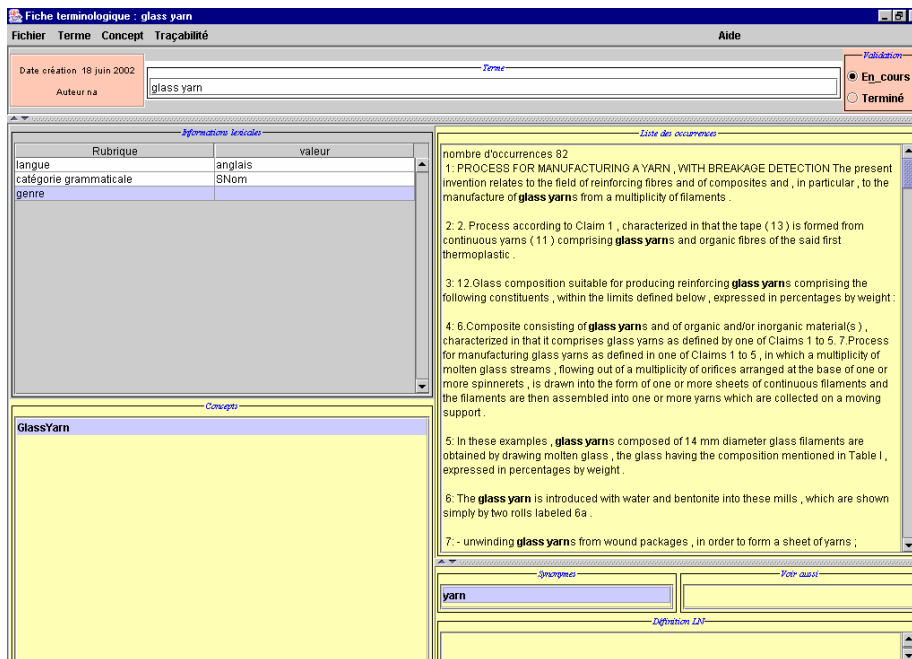 Fiche terminologique : glass yarn
Fichier Terme Concept Traçabilité Aide
Date création 18 juin 2002
Auteur na
Terme
glass yarn
Validation
En_cours
Terminé
Informations lexicales
Rubrique valeur
langue anglais
catégorie grammaticale SNom
genre
Concepts
GlassYarn
Liste des occurrences
nombre d'occurrences 82
1: PROCESS FOR MANUFACTURING A YARN , WITH BREAKAGE DETECTION The present
invention relates to the field of reinforcing fibres and of composites and , in particular , to the
manufacture of glass yarns from a multiplicity of filaments .
2: 2. Process according to Claim 1 , characterized in that the tape ( 13 ) is formed from
continuous yarns ( 11 ) comprising glass yarns and organic fibres of the said first
thermoplastic .
3: 12.Glass composition suitable for producing reinforcing glass yarns comprising the
following constituents , within the limits defined below , expressed in percentages by weight :
4: 6.Composite consisting of glass yarns and of organic and/or inorganic material(s) ,
characterized in that it comprises glass yarns as defined by one of Claims 1 to 5. 7.Process
for manufacturing glass yarns as defined in one of Claims 1 to 5 , in which a multiplicity of
molten glass streams , flowing out of a multiplicity of orifices arranged at the base of one or
more spinnerets , is drawn into the form of one or more sheets of continuous filaments and
the filaments are then assembled into one or more yarns which are collected on a moving
support .
5: In these examples , glass yarns composed of 14 mm diameter glass filaments are
obtained by drawing molten glass , the glass having the composition mentioned in Table I ,
expressed in percentages by weight .
6: The glass yarn is introduced with water and bentonite into these mills , which are shown
simply by two rolls labeled 6a .
7: - unwinding glass yarns from wound packages , in order to form a sheet of yarns ;
Synonymes
yarn
Voir aussi
Définition LN